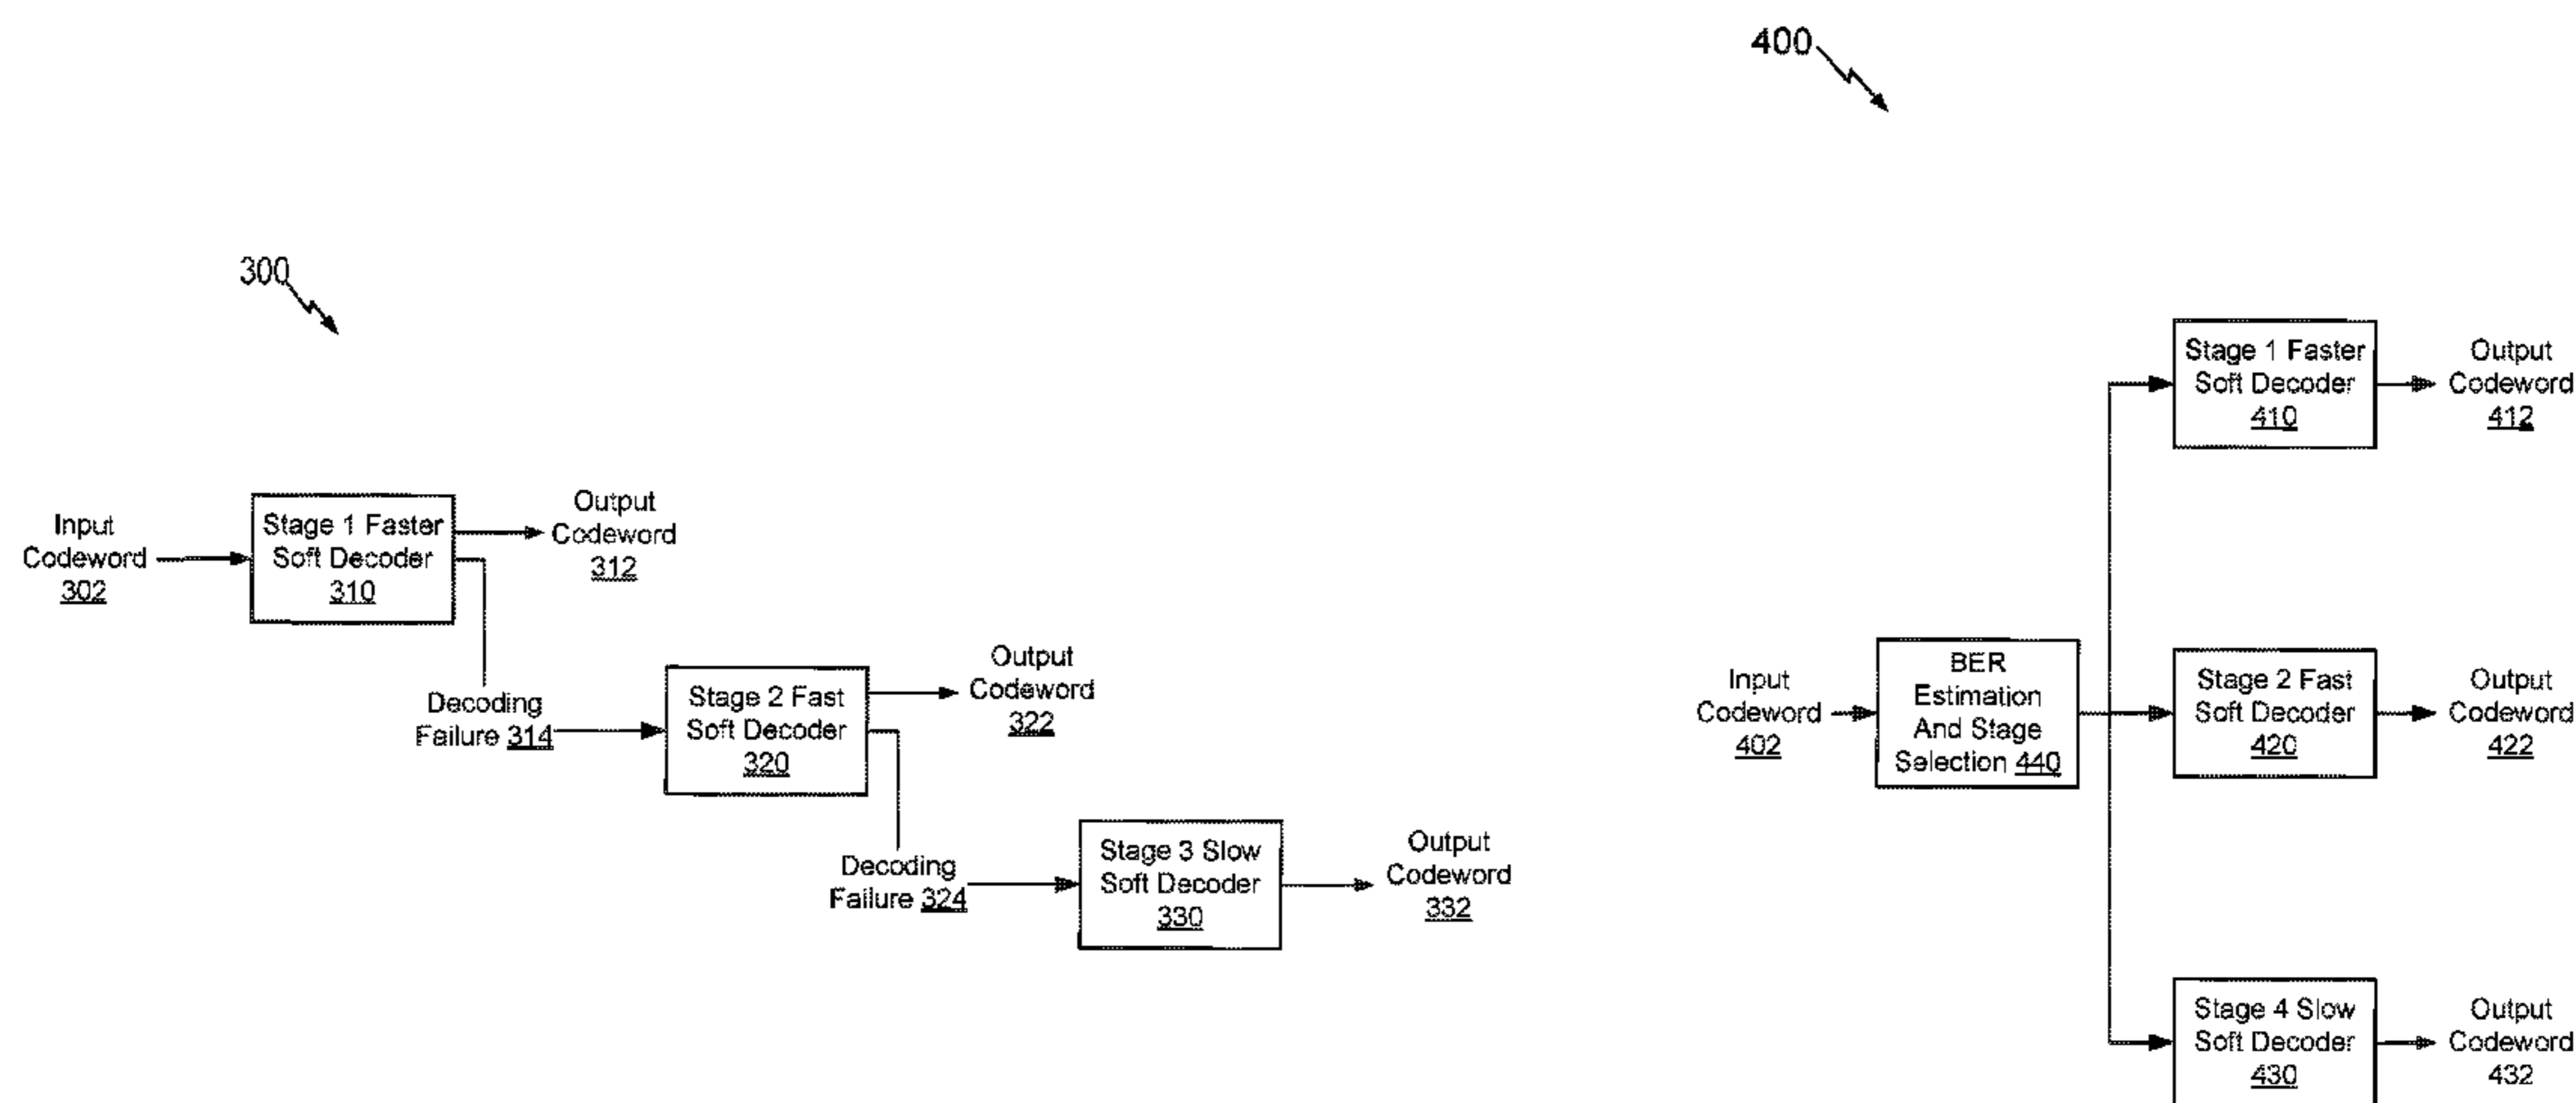 300
Input
Codeword
302
Stage 1 Faster
Soft Decoder
310
Output
Codeword
312
Decoding
Failure 314
Stage 2 Fast
Soft Decoder
320
Output
Codeword
322
Decoding
Failure 324
Stage 3 Slow
Soft Decoder
330
Output
Codeword
332
400
Input
Codeword
402
BER
Estimation
And Stage
Selection 440
Stage 1 Faster
Soft Decoder
410
Output
Codeword
412
Stage 2 Fast
Soft Decoder
420
Output
Codeword
422
Stage 4 Slow
Soft Decoder
430
Output
Codeword
432